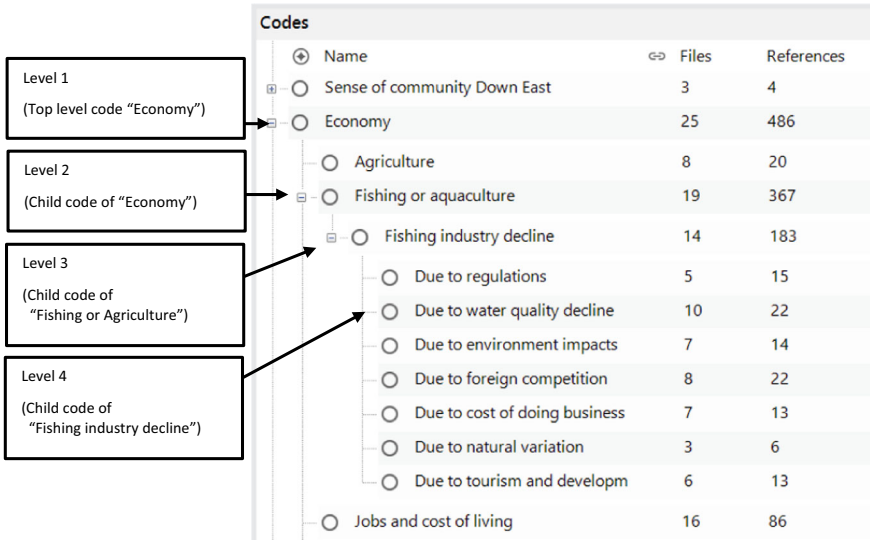 Codes
Name Files References
Sense of community Down East 3 4
Economy 25 486
Agriculture 8 20
Fishing or aquaculture 19 367
Fishing industry decline 14 183
Due to regulations 5 15
Due to water quality decline 10 22
Due to environment impacts 7 14
Due to foreign competition 8 22
Due to cost of doing business 7 13
Due to natural variation 3 6
Due to tourism and developm 6 13
Jobs and cost of living 16 86
Level 1
(Top level code “Economy”)
Level 2
(Child code of “Economy”)
Level 3
(Child code of
“Fishing or Agriculture”)
Level 4
(Child code of
“Fishing industry decline”)